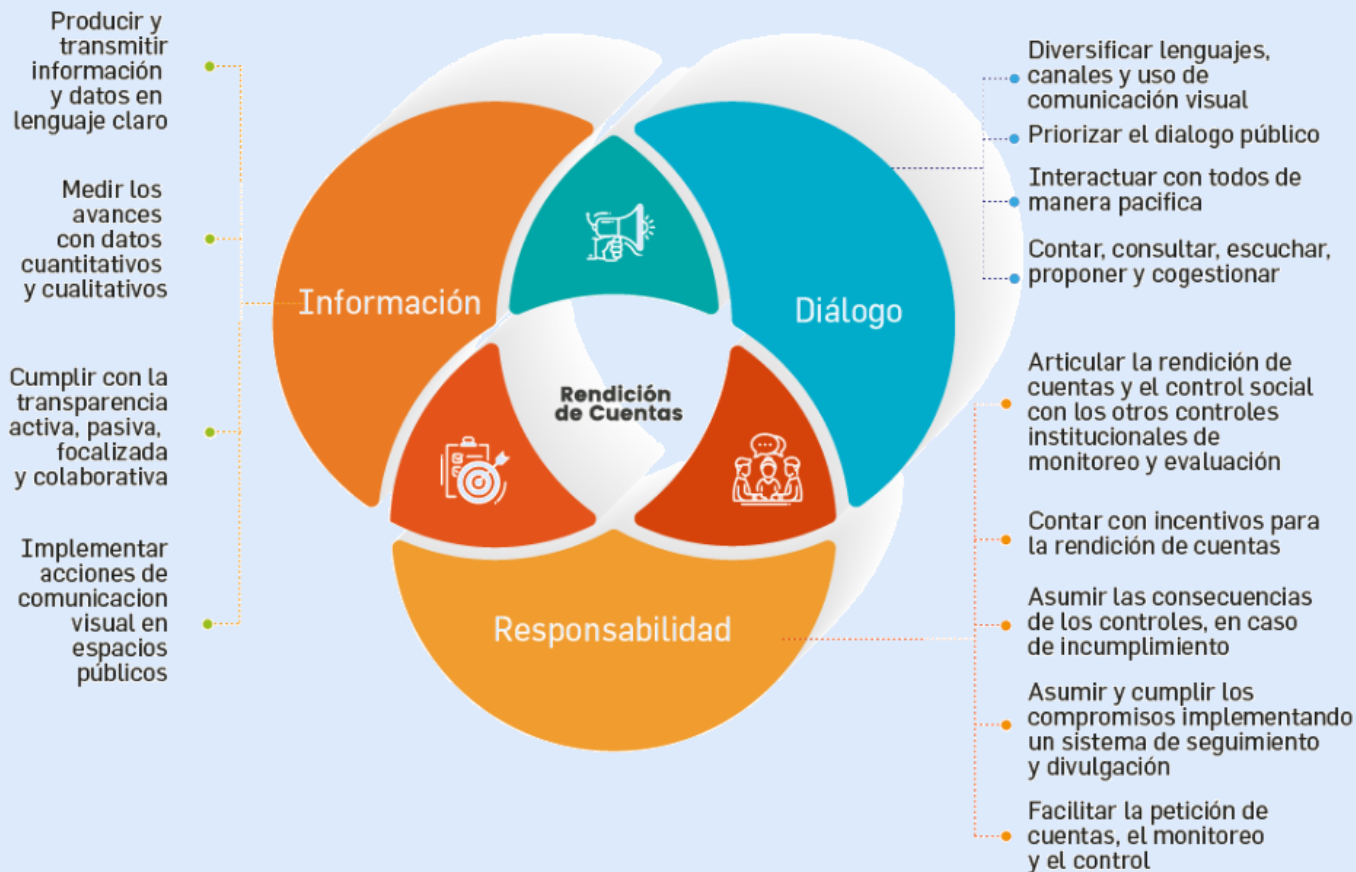 Producir y
transmitir
información
y datos en
lenguaje claro
Medir los
avances
con datos
cuantitativos
y cualitativos
Cumplir con la
transparencia
activa, pasiva,
focalizada
y colaborativa
Implementar
acciones de
comunicacion
visual en
espacios
públicos
Información
Diálogo
Rendición
de Cuentas
Responsabilidad
Diversificar lenguajes,
canales y uso de
comunicación visual
Priorizar el dialogo público
Interactuar con todos de
manera pacifica
Contar, consultar, escuchar,
proponer y cogestionar
Articular la rendición de
cuentas y el control social
con los otros controles
institucionales de
monitoreo y evaluación
Contar con incentivos para
la rendición de cuentas
Asumir las consecuencias
de los controles, en caso
de incumplimiento
Asumir y cumplir los
compromisos implementando
un sistema de seguimiento
y divulgación
Facilitar la petición de
cuentas, el monitoreo
y el control